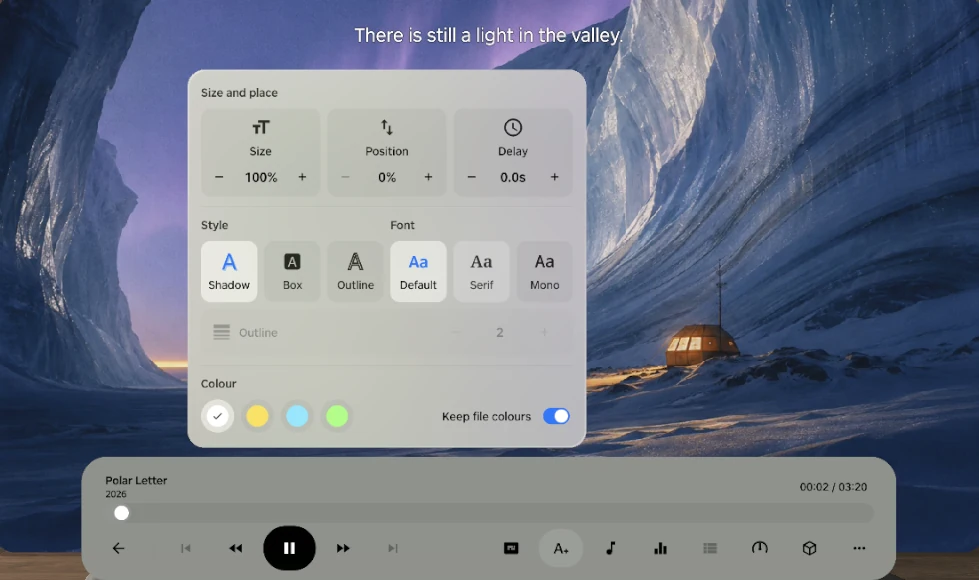 There is still a light in the valley.
Size and place
Size
Position
Delay
− 100% +
− 0% +
− 0.0s +
Style
Font
A
A
A
Aa
Aa
Aa
Shadow
Box
Outline
Default
Serif
Mono
Outline
− 2 +
Colour
Keep file colours
Polar Letter
2026
00:02 / 03:20
A+